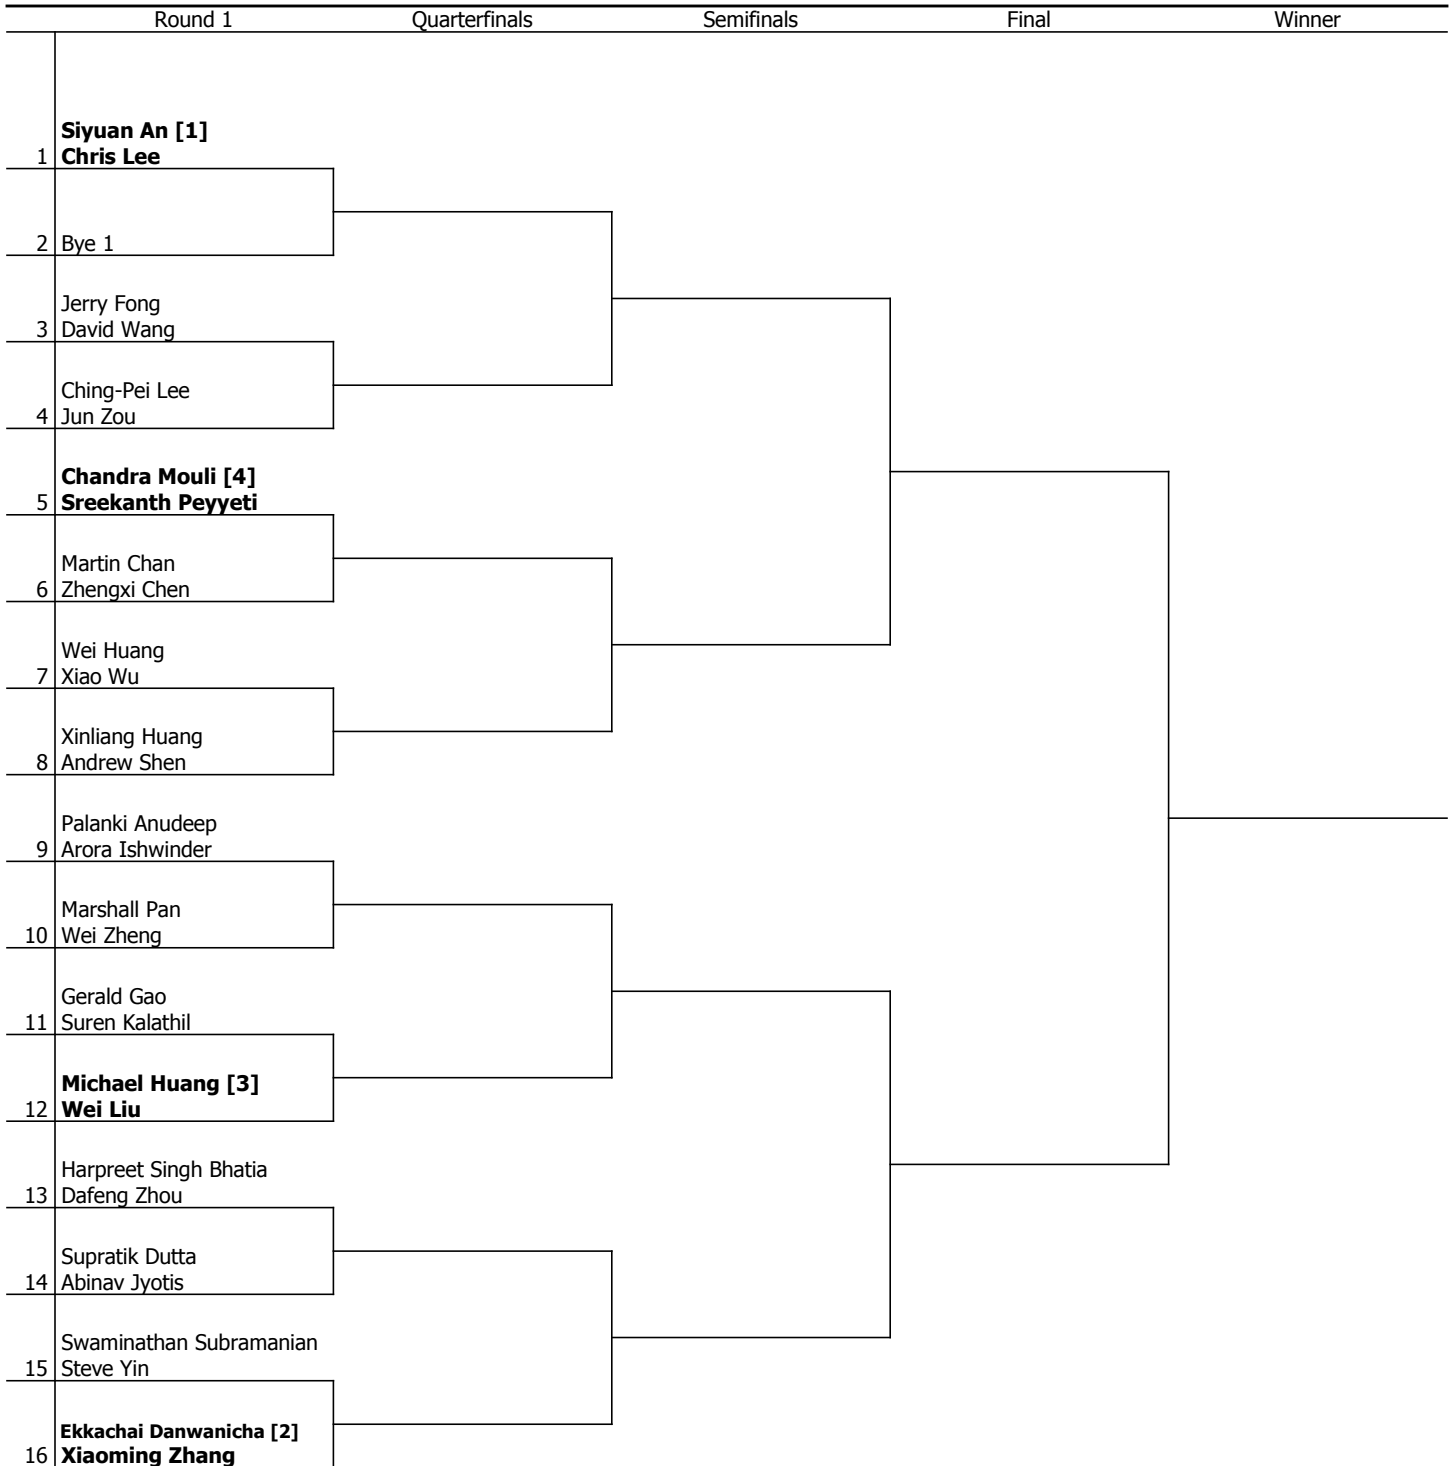 Round 1 Quarterfinals Semifinals Final Winner
Siyuan An [1]
1 Chris Lee
2 Bye 1
Jerry Fong
3 David Wang
Ching-Pei Lee
4 Jun Zou
Chandra Mouli [4]
5 Sreekanth Peyyeti
Martin Chan
6 Zhengxi Chen
Wei Huang
7 Xiao Wu
Xinliang Huang
8 Andrew Shen
Palanki Anudeep
9 Arora Ishwinder
Marshall Pan
10 Wei Zheng
Gerald Gao
11 Suren Kalathil
Michael Huang [3]
12 Wei Liu
Harpreet Singh Bhatia
13 Dafeng Zhou
Supratik Dutta
14 Abinav Jyotis
Swaminathan Subramanian
15 Steve Yin
Ekkachai Danwanicha [2]
16 Xiaoming Zhang